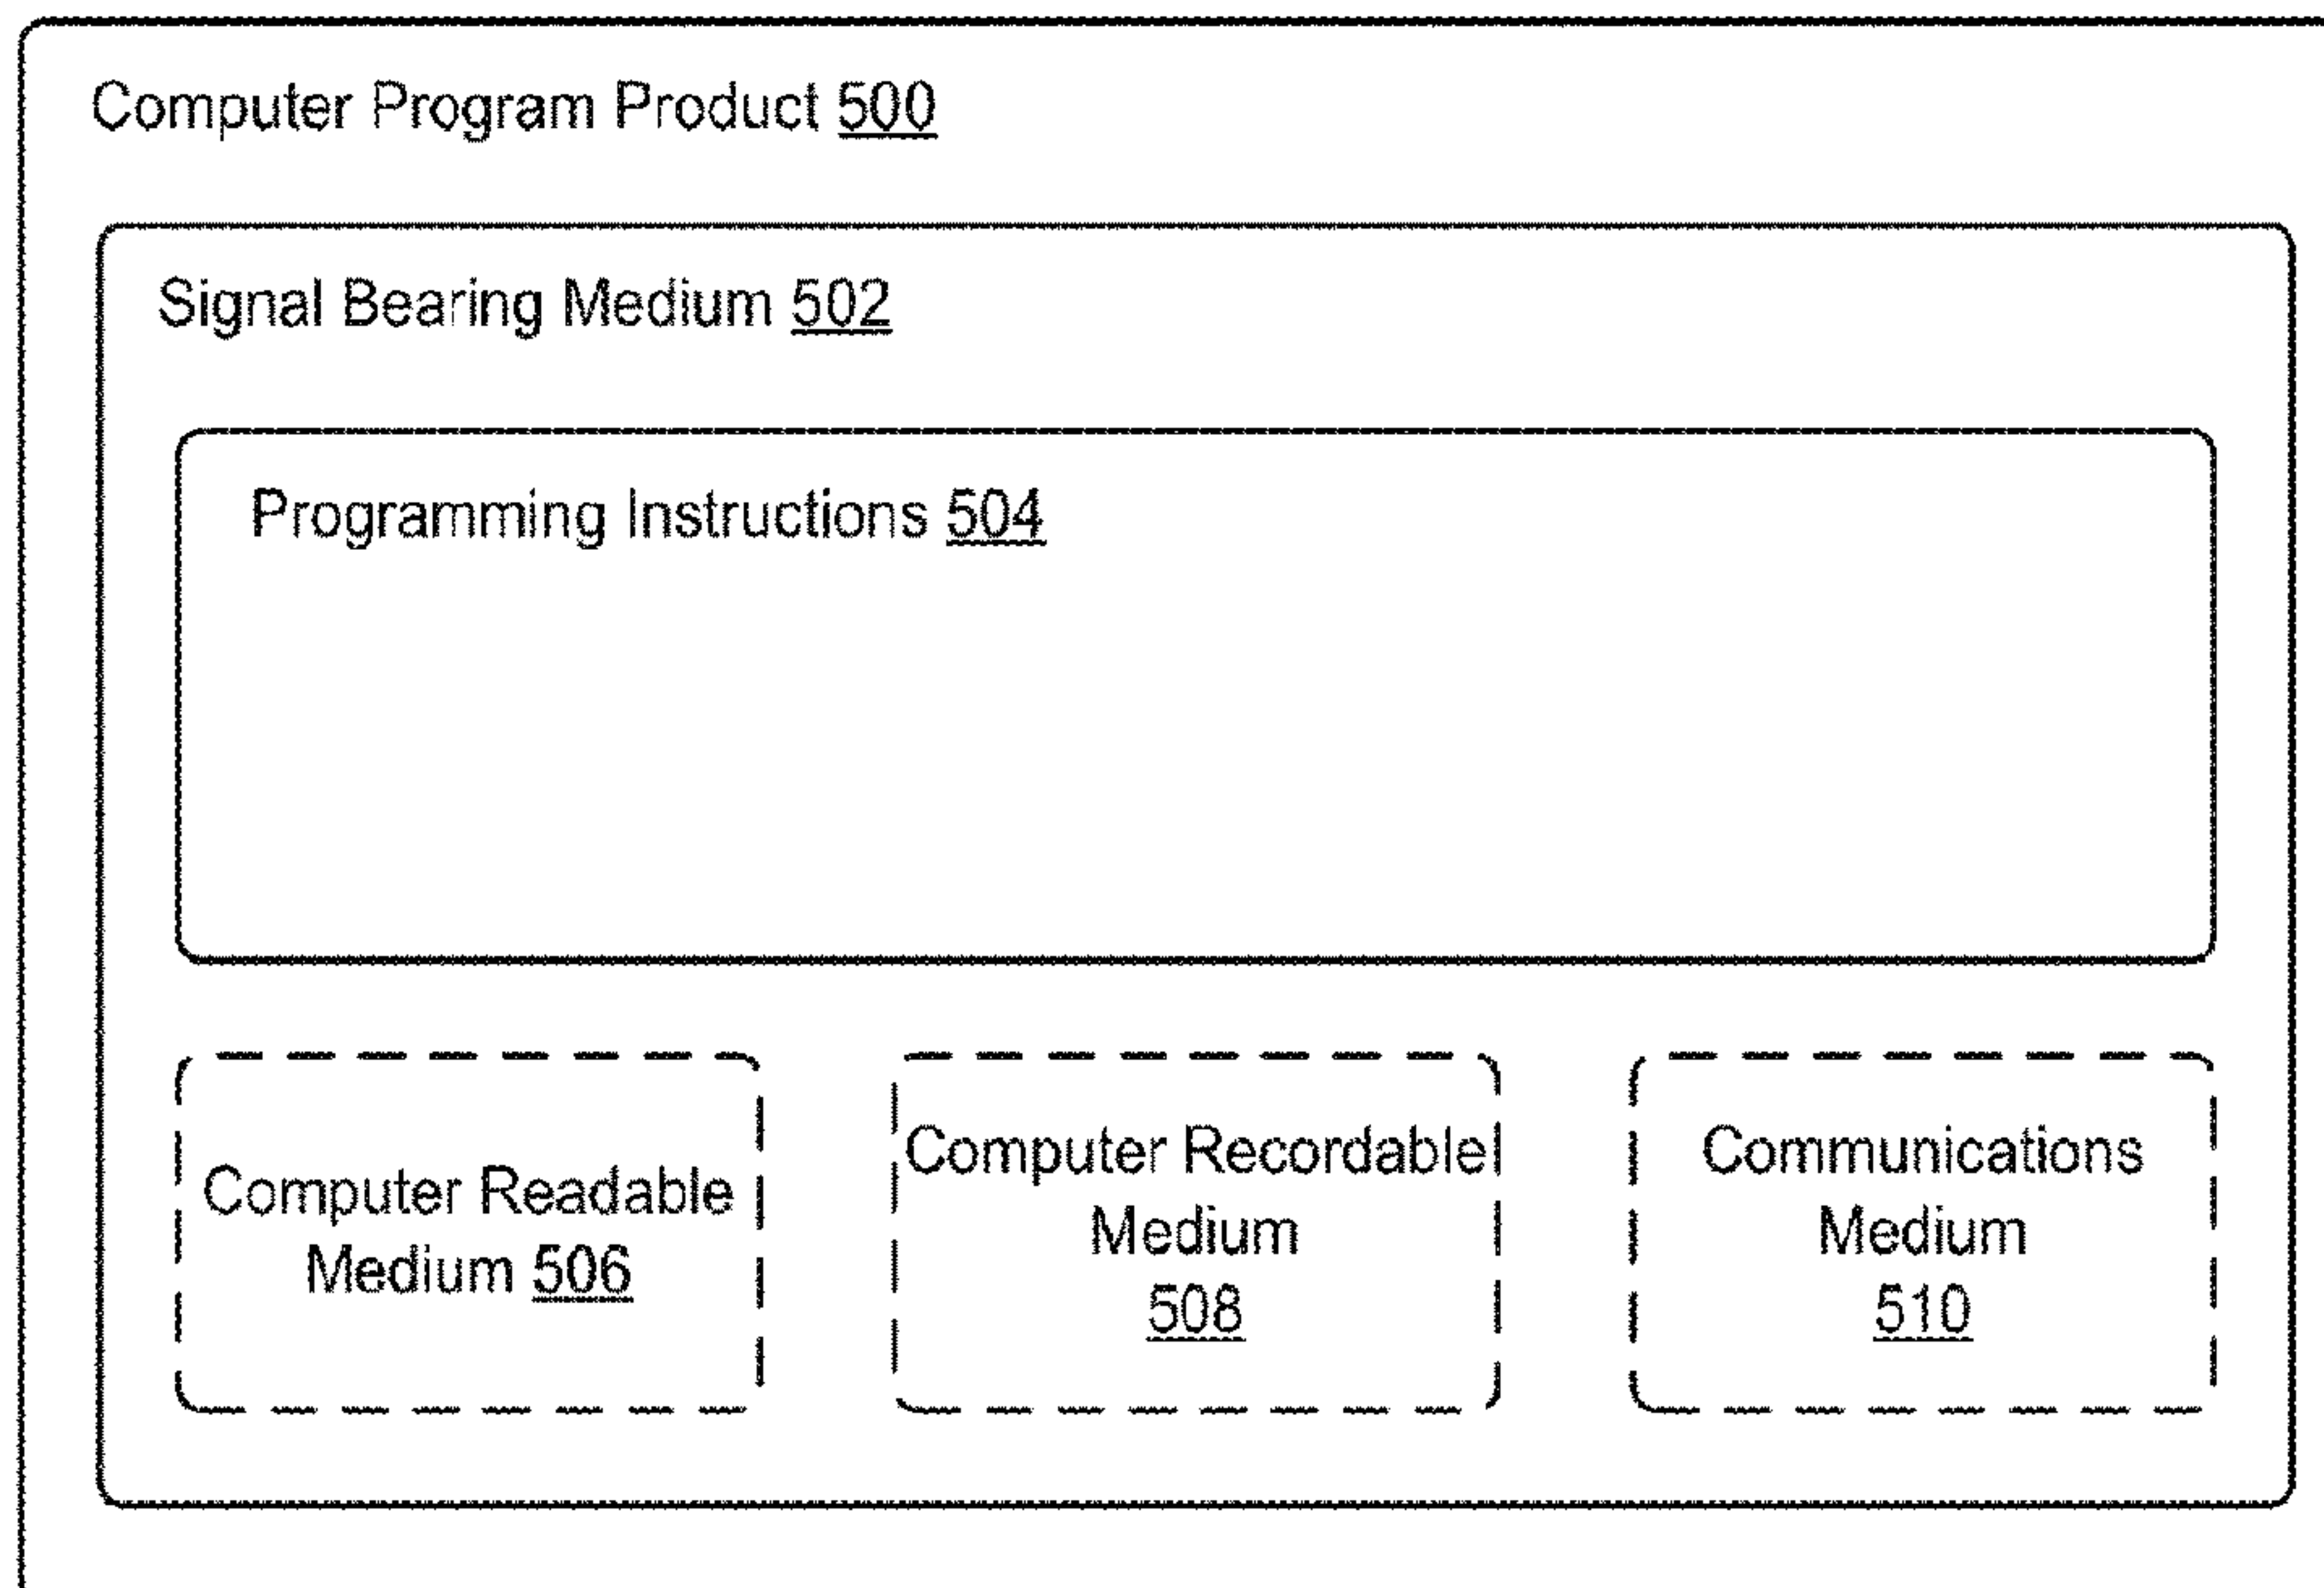 Computer Program Product 500
Signal Bearing Medium 502
Programming Instructions 504
Computer Readable
Medium 506
Computer Recordable
Medium
508
Communications
Medium
510